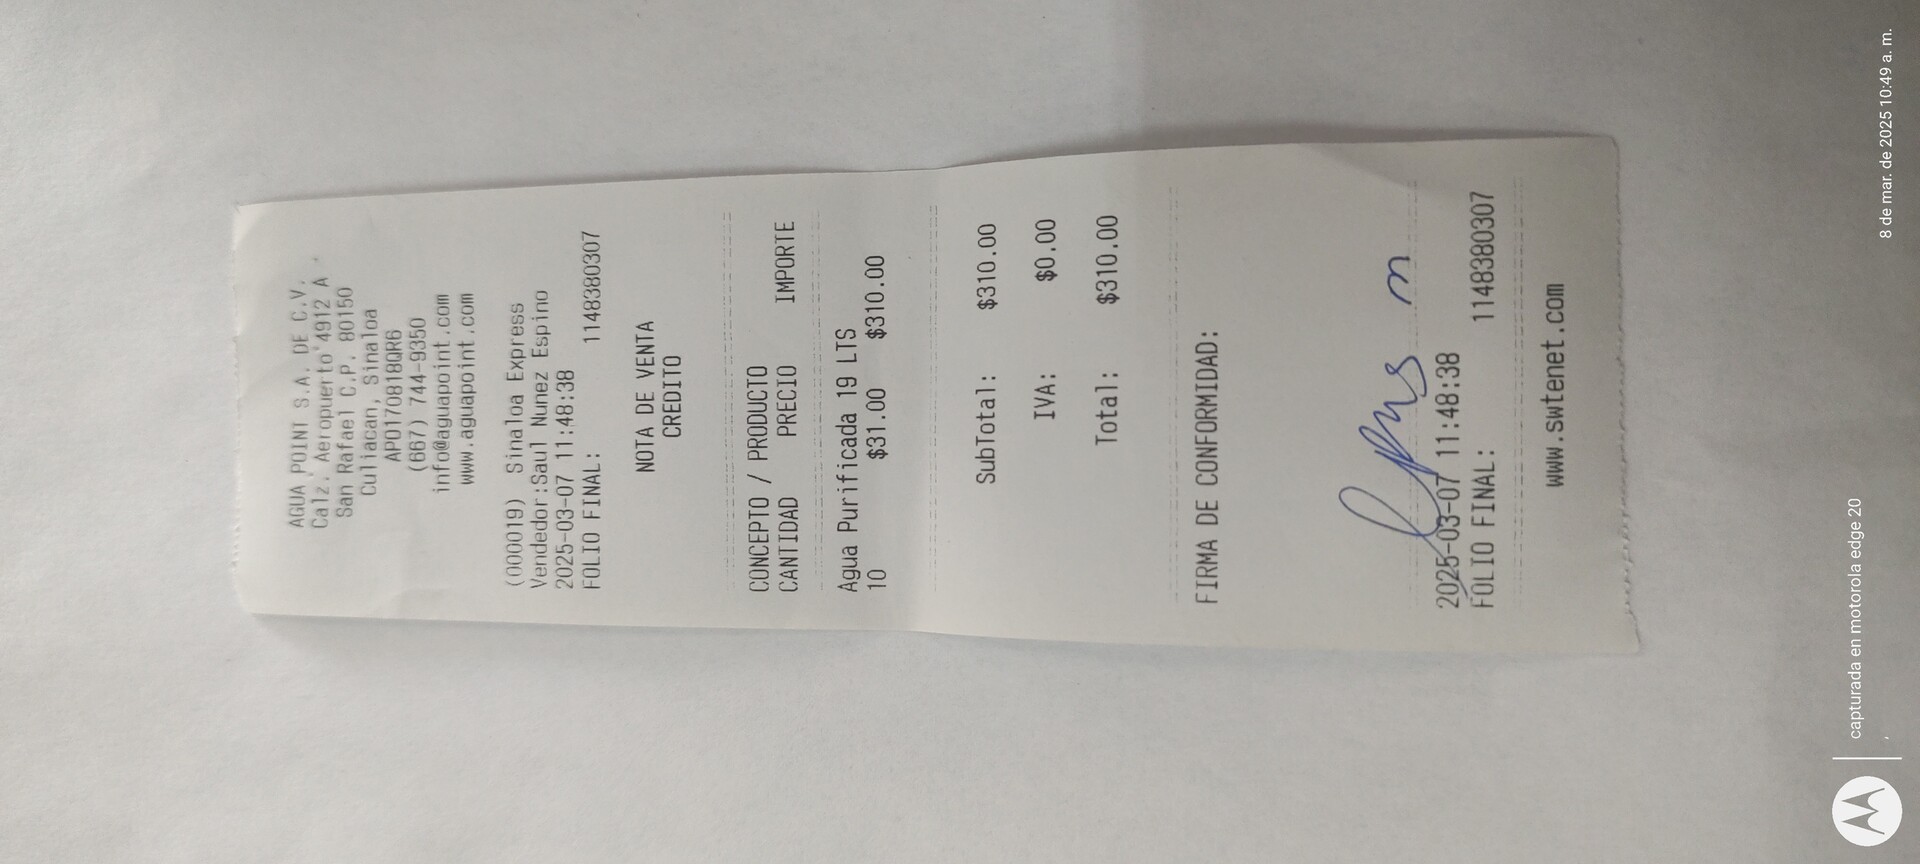 AGUA POINT S.A. DE C.V.
Calz. Aeropuerto 4912 A
San Rafael C.P. 80150
Culiacan, Sinaloa
APO170818QR6
(667) 744-9350
info@aguapoint.com
www.aguapoint.com
(000019) Sinaloa Express
Vendedor:Saul Nunez Espino
2025-03-07 11:48:38
FOLIO FINAL: 114838​0307
NOTA DE VENTA
CREDITO
CONCEPTO / PRODUCTO
CANTIDAD PRECIO IMPORTE
Agua Purificada 19 LTS
10 $31.00 $310.00
SubTotal: $310.00
IVA: $0.00
Total: $310.00
FIRMA DE CONFORMIDAD:
2025-03-07 11:48:38
FOLIO FINAL: 1148380307
www.swtenet.com
capturada en motorola edge 20
8 de mar. de 2025 10:49 a. m.